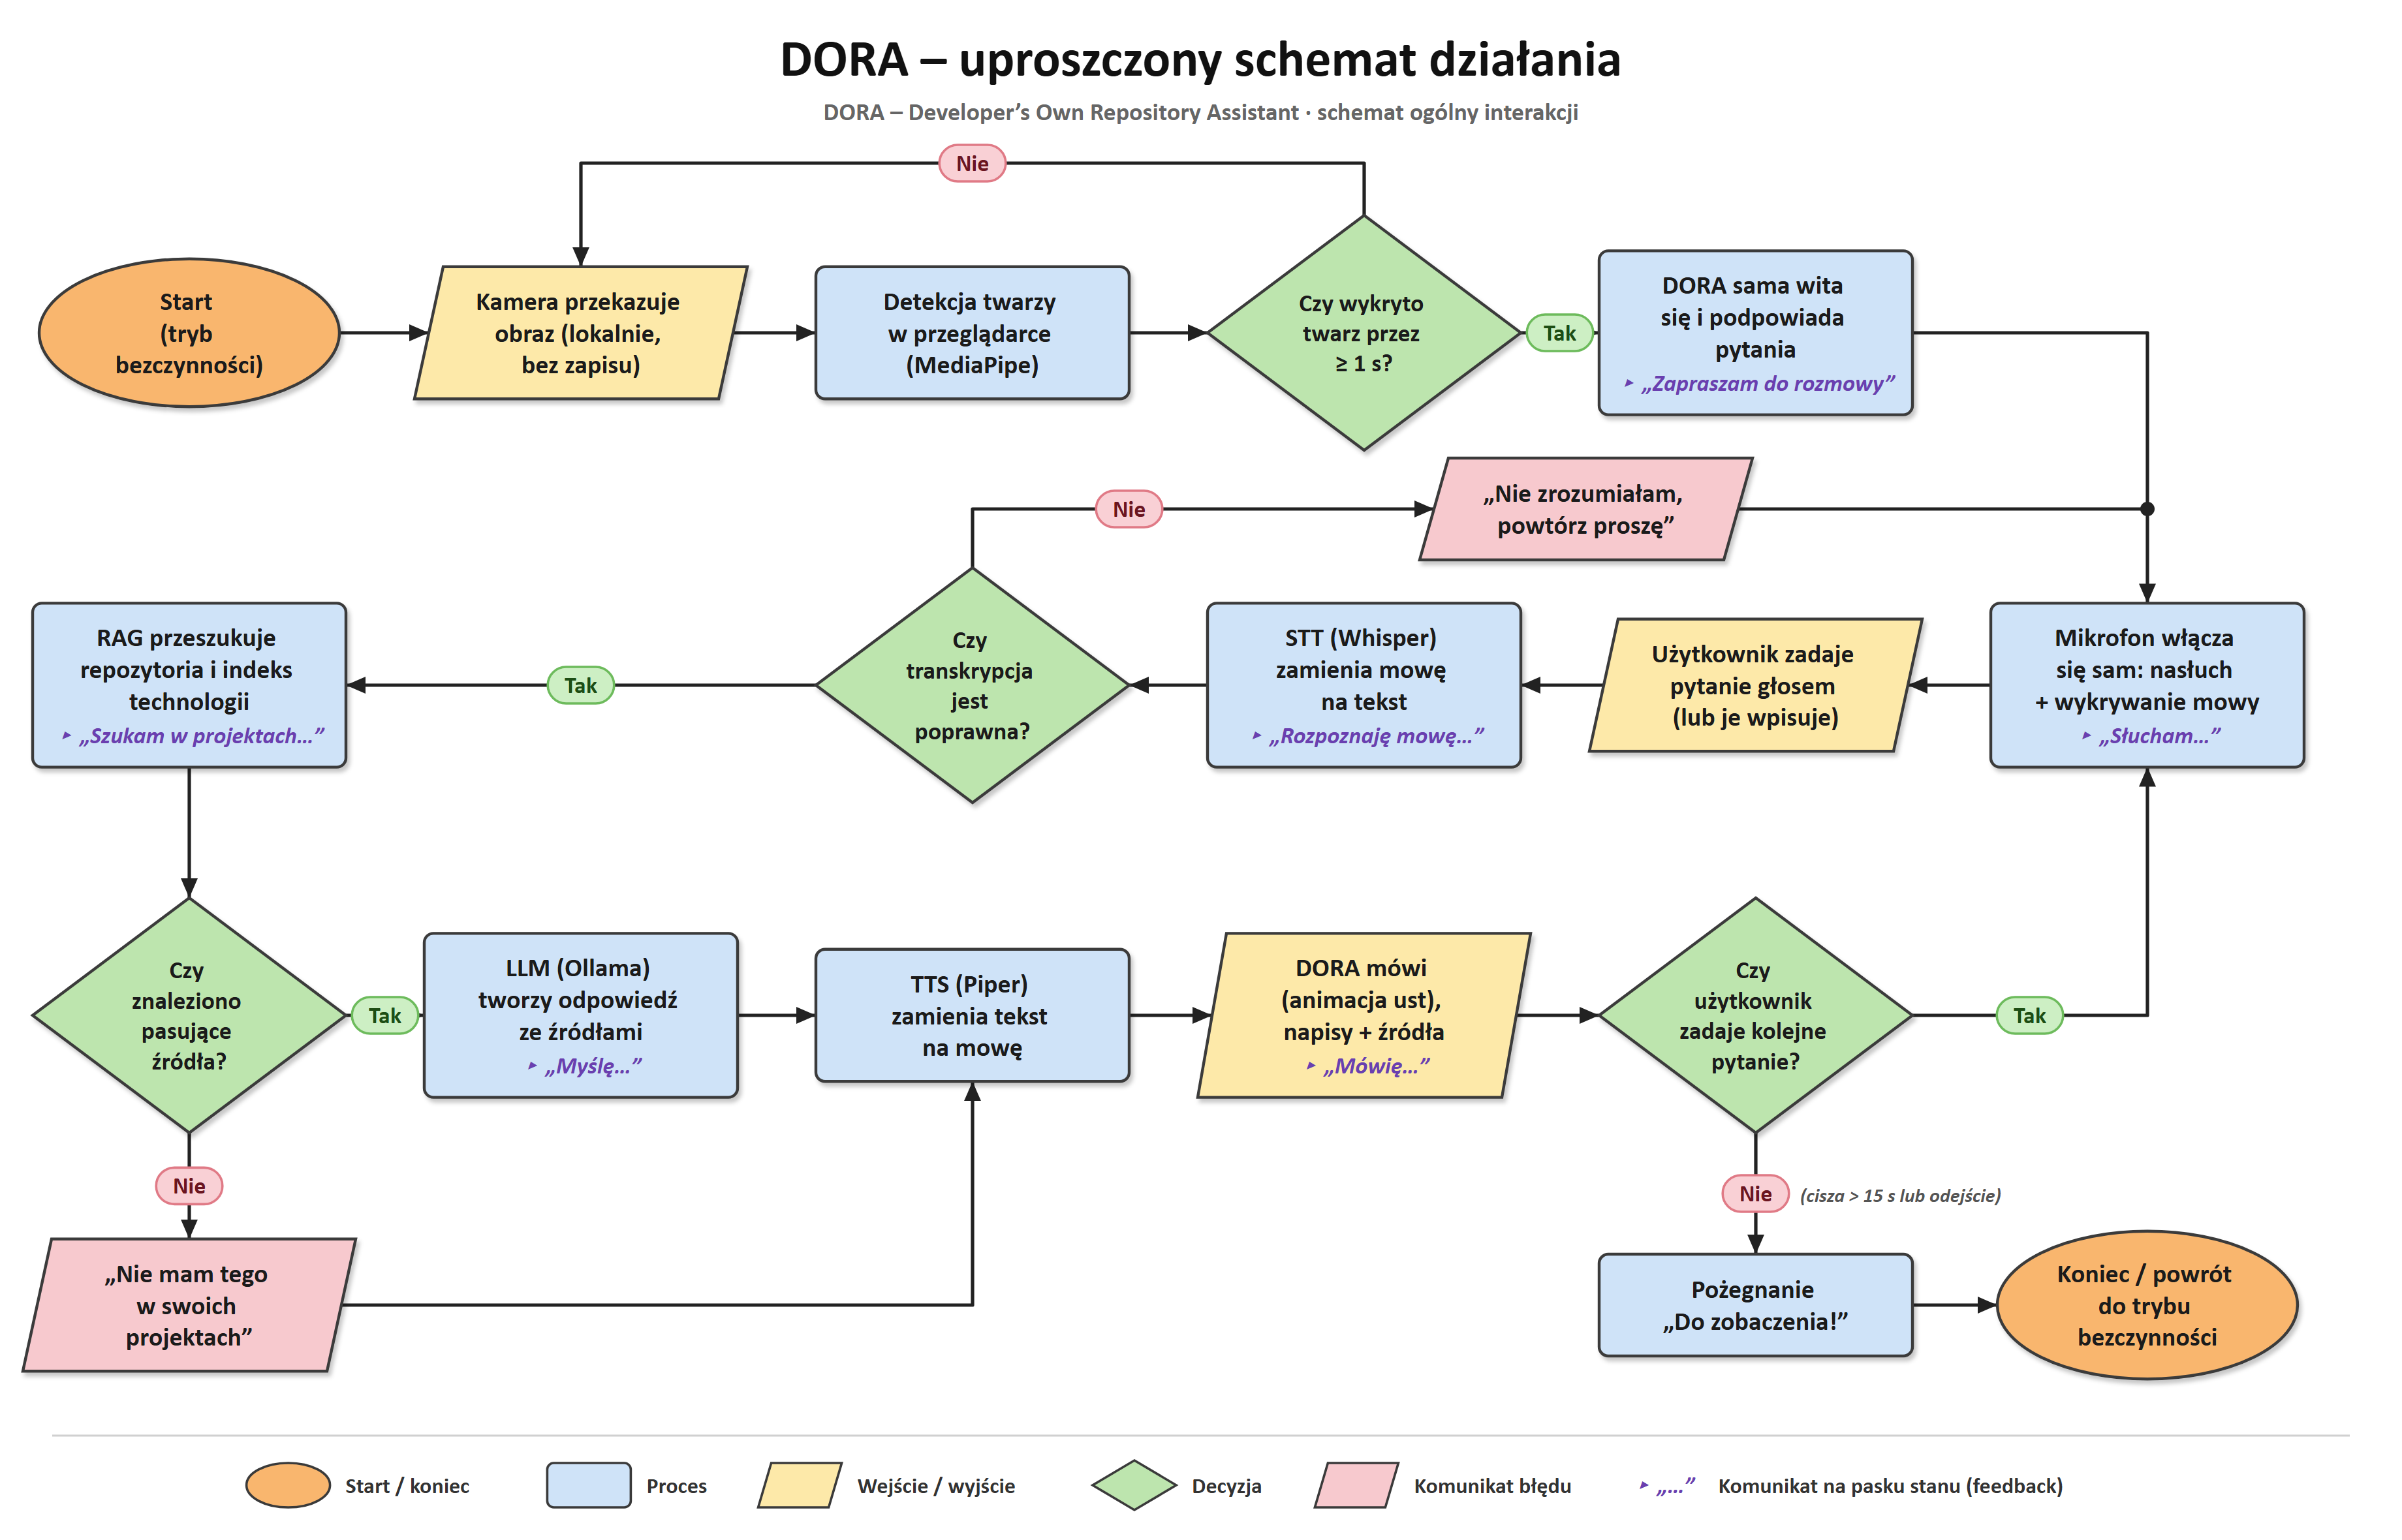 DORA – uproszczony schemat działania
DORA – Developer’s Own Repository Assistant · schemat ogólny interakcji
Nie
Start
(tryb
bezczynności)
Kamera przekazuje
obraz (lokalnie,
bez zapisu)
Detekcja twarzy
w przeglądarce
(MediaPipe)
Czy wykryto
twarz przez
≥ 1 s?
Tak
DORA sama wita
się i podpowiada
pytania
▸ „Zapraszam do rozmowy”
Nie
„Nie zrozumiałam,
powtórz proszę”
RAG przeszukuje
repozytoria i indeks
technologii
▸ „Szukam w projektach...”
Tak
Czy
transkrypcja
jest
poprawna?
STT (Whisper)
zamienia mowę
na tekst
▸ „Rozpoznaję mowę...”
Użytkownik zadaje
pytanie głosem
(lub je wpisuje)
Mikrofon włącza
się sam: nasłuch
+ wykrywanie mowy
▸ „Słucham...”
Czy
znaleziono
pasujące
źródła?
Tak
LLM (Ollama)
tworzy odpowiedź
ze źródłami
▸ „Myślę...”
TTS (Piper)
zamienia tekst
na mowę
DORA mówi
(animacja ust),
napisy + źródła
▸ „Mówię...”
Czy
użytkownik
zadaje kolejne
pytanie?
Tak
Nie
Nie
(cisza > 15 s lub odejście)
„Nie mam tego
w swoich
projektach”
Pożegnanie
„Do zobaczenia!”
Koniec / powrót
do trybu
bezczynności
Start / koniec
Proces
Wejście / wyjście
Decyzja
Komunikat błędu
▸ „...”
Komunikat na pasku stanu (feedback)